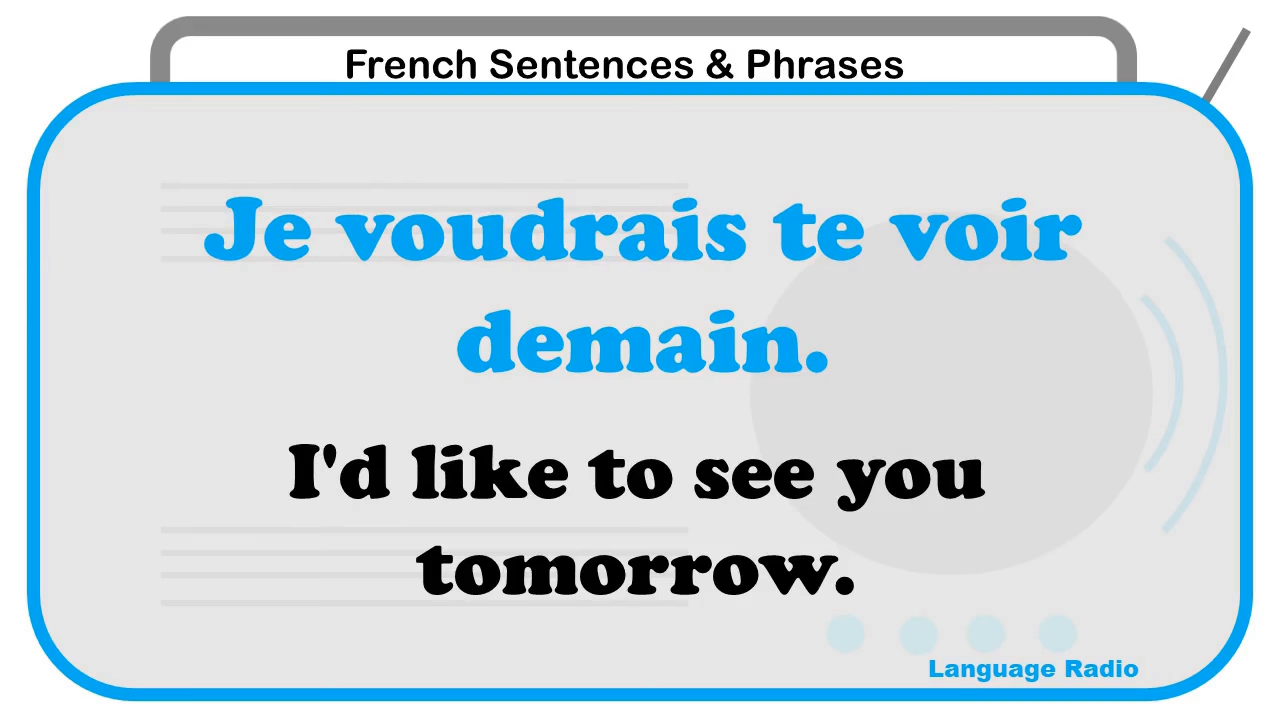 French Sentences & Phrases
Je voudrais te voir
demain.
I'd like to see you
tomorrow.
Language Radio